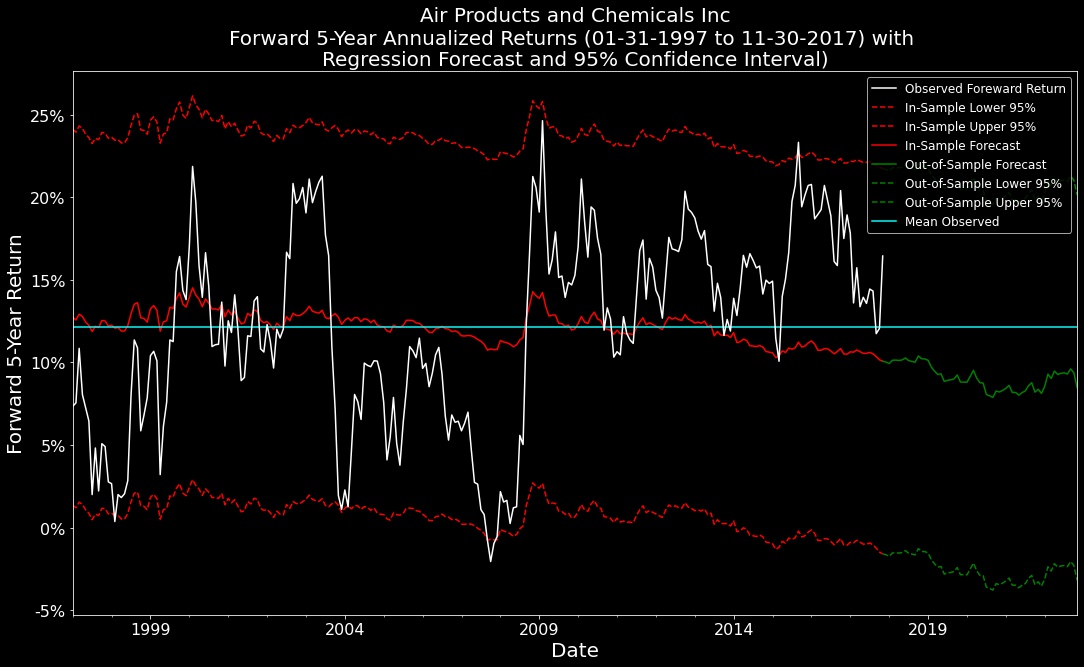 Air Products and Chemicals Inc
Forward 5-Year Annualized Returns (01-31-1997 to 11-30-2017) with
Regression Forecast and 95% Confidence Interval)
Observed Foreward Return
In-Sample Lower 95%
In-Sample Upper 95%
In-Sample Forecast
Out-of-Sample Forecast
Out-of-Sample Lower 95%
Out-of-Sample Upper 95%
Mean Observed
Forward 5-Year Return
25%
20%
15%
10%
5%
0%
-5%
1999
2004
2009
2014
2019
Date